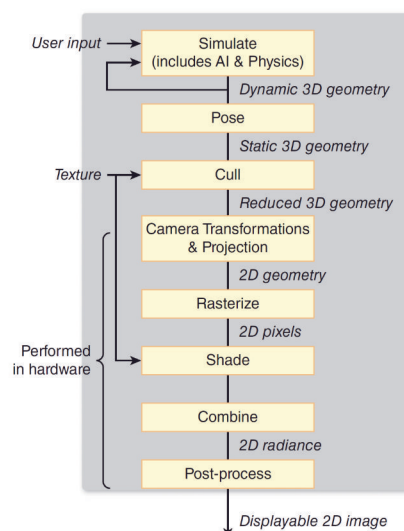 User input
Simulate
(includes AI & Physics)
Dynamic 3D geometry
Pose
Static 3D geometry
Texture
Cull
Reduced 3D geometry
Camera Transformations
& Projection
2D geometry
Rasterize
2D pixels
Performed
in hardware
Shade
Combine
2D radiance
Post-process
Displayable 2D image